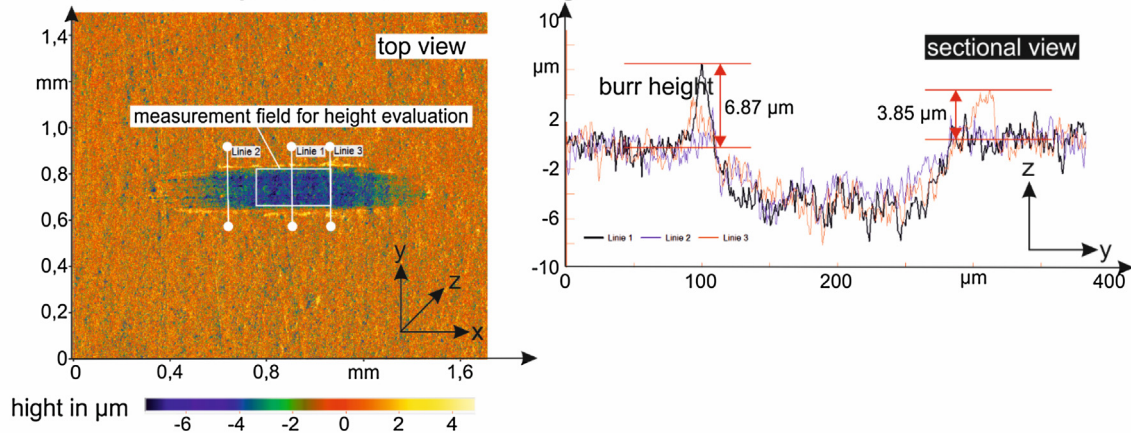 top view
1,4
mm
1,0
0,8
0,6
0,4
0,2
0
measurement field for height evaluation
Linie 2
Linie 1
Linie 3
y
z
x
0
0,4
0,8
mm
1,6
hight in µm
-6
-4
-2
0
2
4
10
µm
2
-2
-6
-10
sectional view
burr height
6.87 µm
3.85 µm
Linie 1
Linie 2
Linie 3
z
y
0
100
200
µm
400